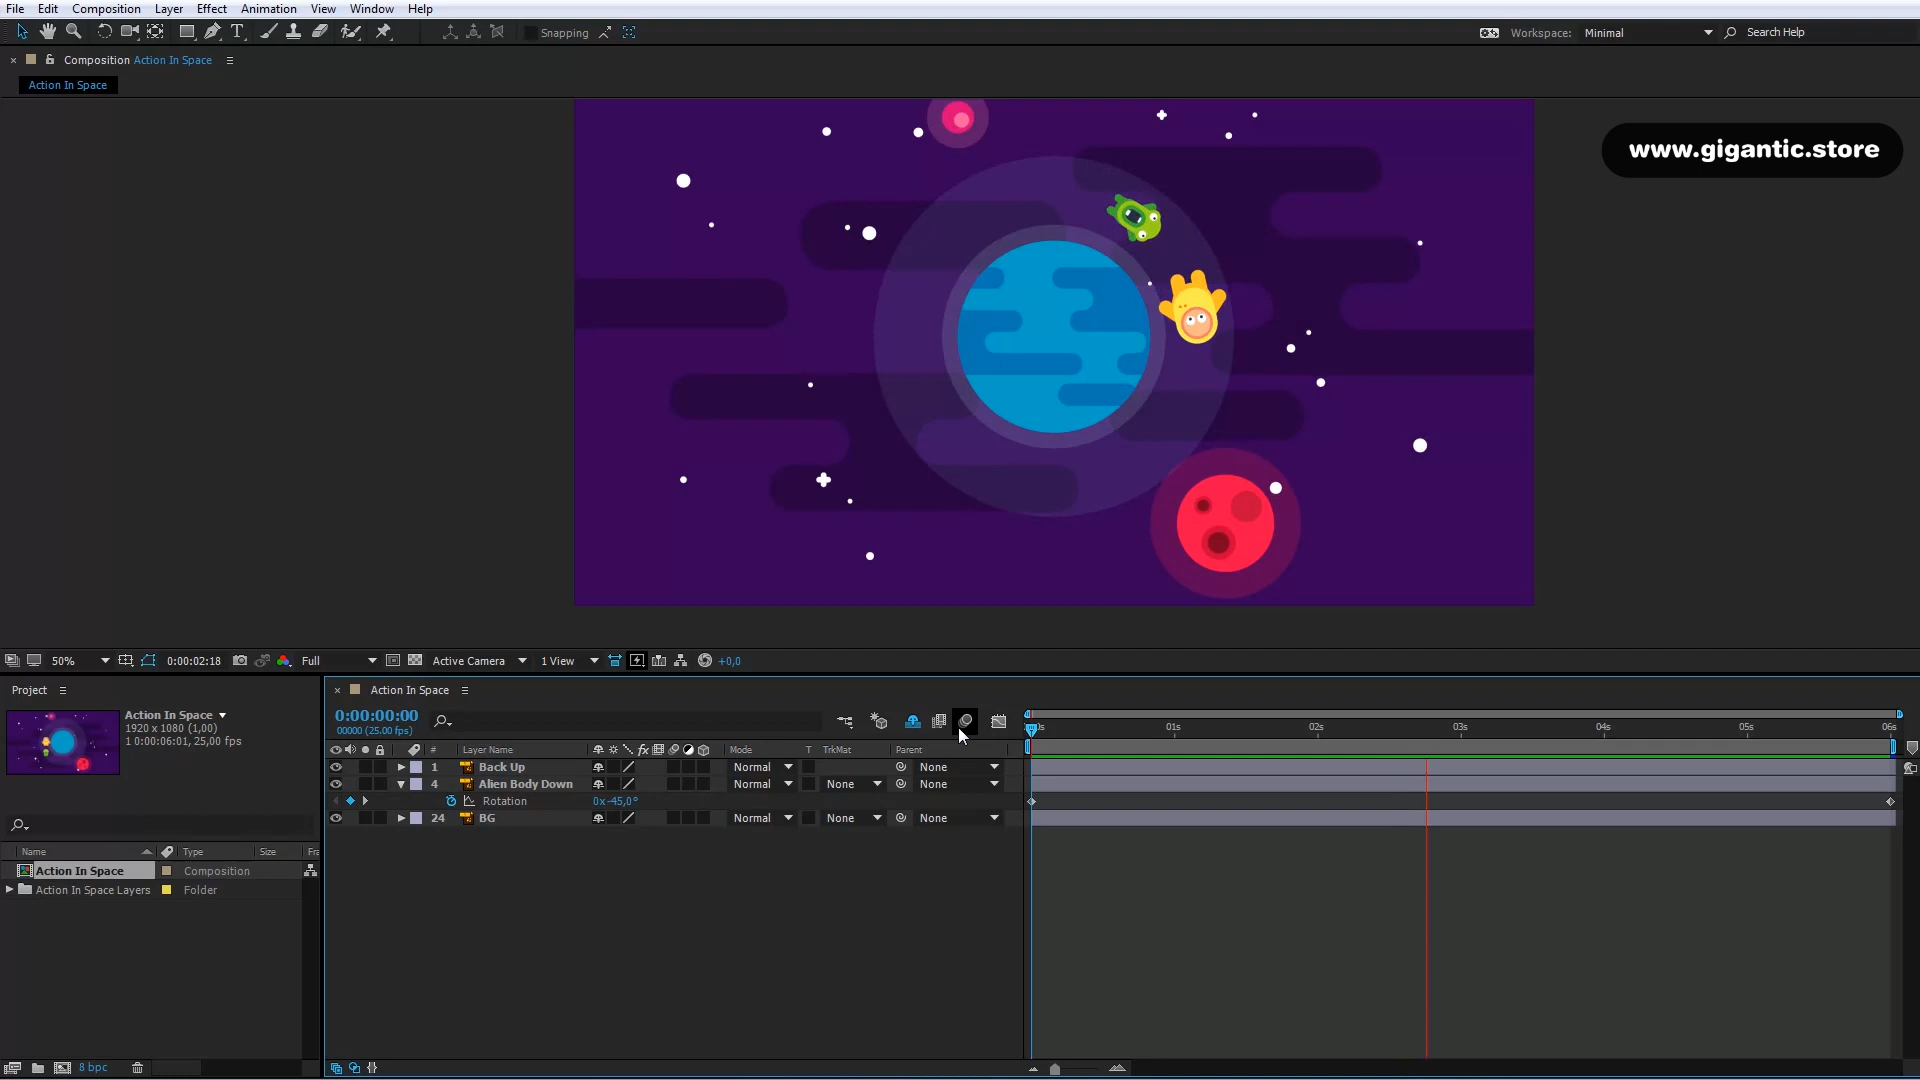 File Edit Composition Layer Effect Animation View Window Help
Snapping
Workspace: Minimal
Search Help
Composition Action In Space
Action In Space
www.gigantic.store
50%
0:00:02:18
Full
Active Camera
1 View
+0,0
Project
Action In Space
1920 x 1080 (1,00)
1 0:00:06:01, 25,00 fps
Name Type Size Fra
Action In Space Composition
Action In Space Layers Folder
8 bpc
Action In Space
0:00:00:00
00000 (25.00 fps)
0s 01s 02s 03s 04s 05s 06s
# Layer Name fx Mode T TrkMat Parent
1 Back Up Normal None
4 Alien Body Down Normal None None
Rotation 0x-45,0°
24 BG Normal None None